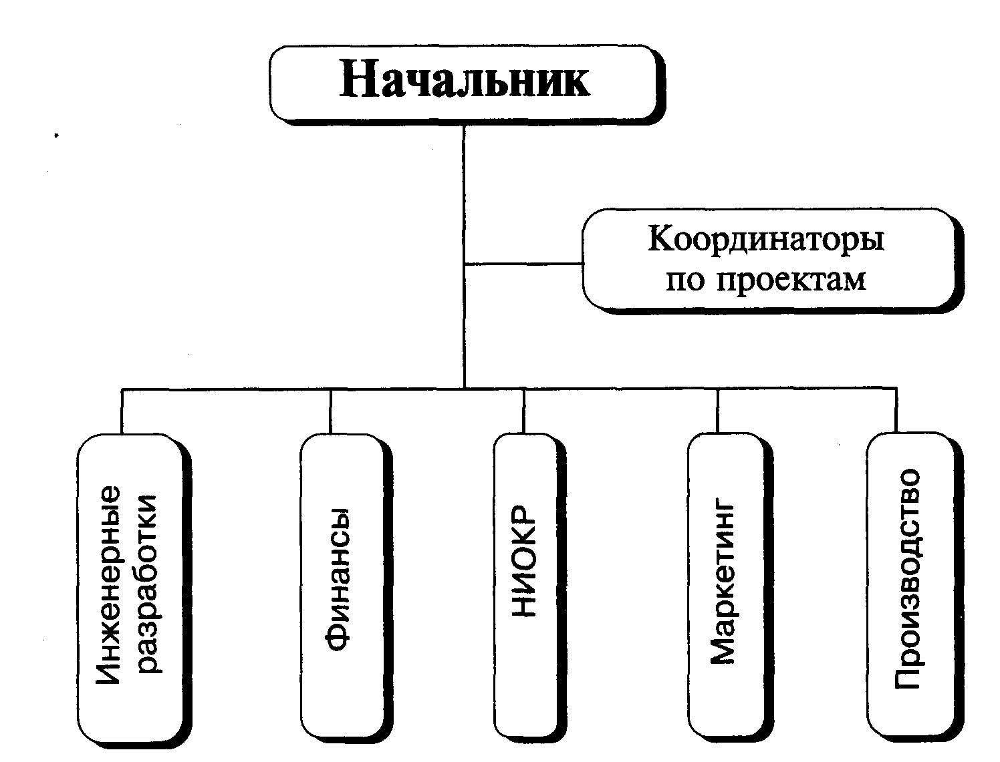 Начальник
Координаторы
по проектам
Инженерные
разработки
Финансы
НИОКР
Маркетинг
Производство